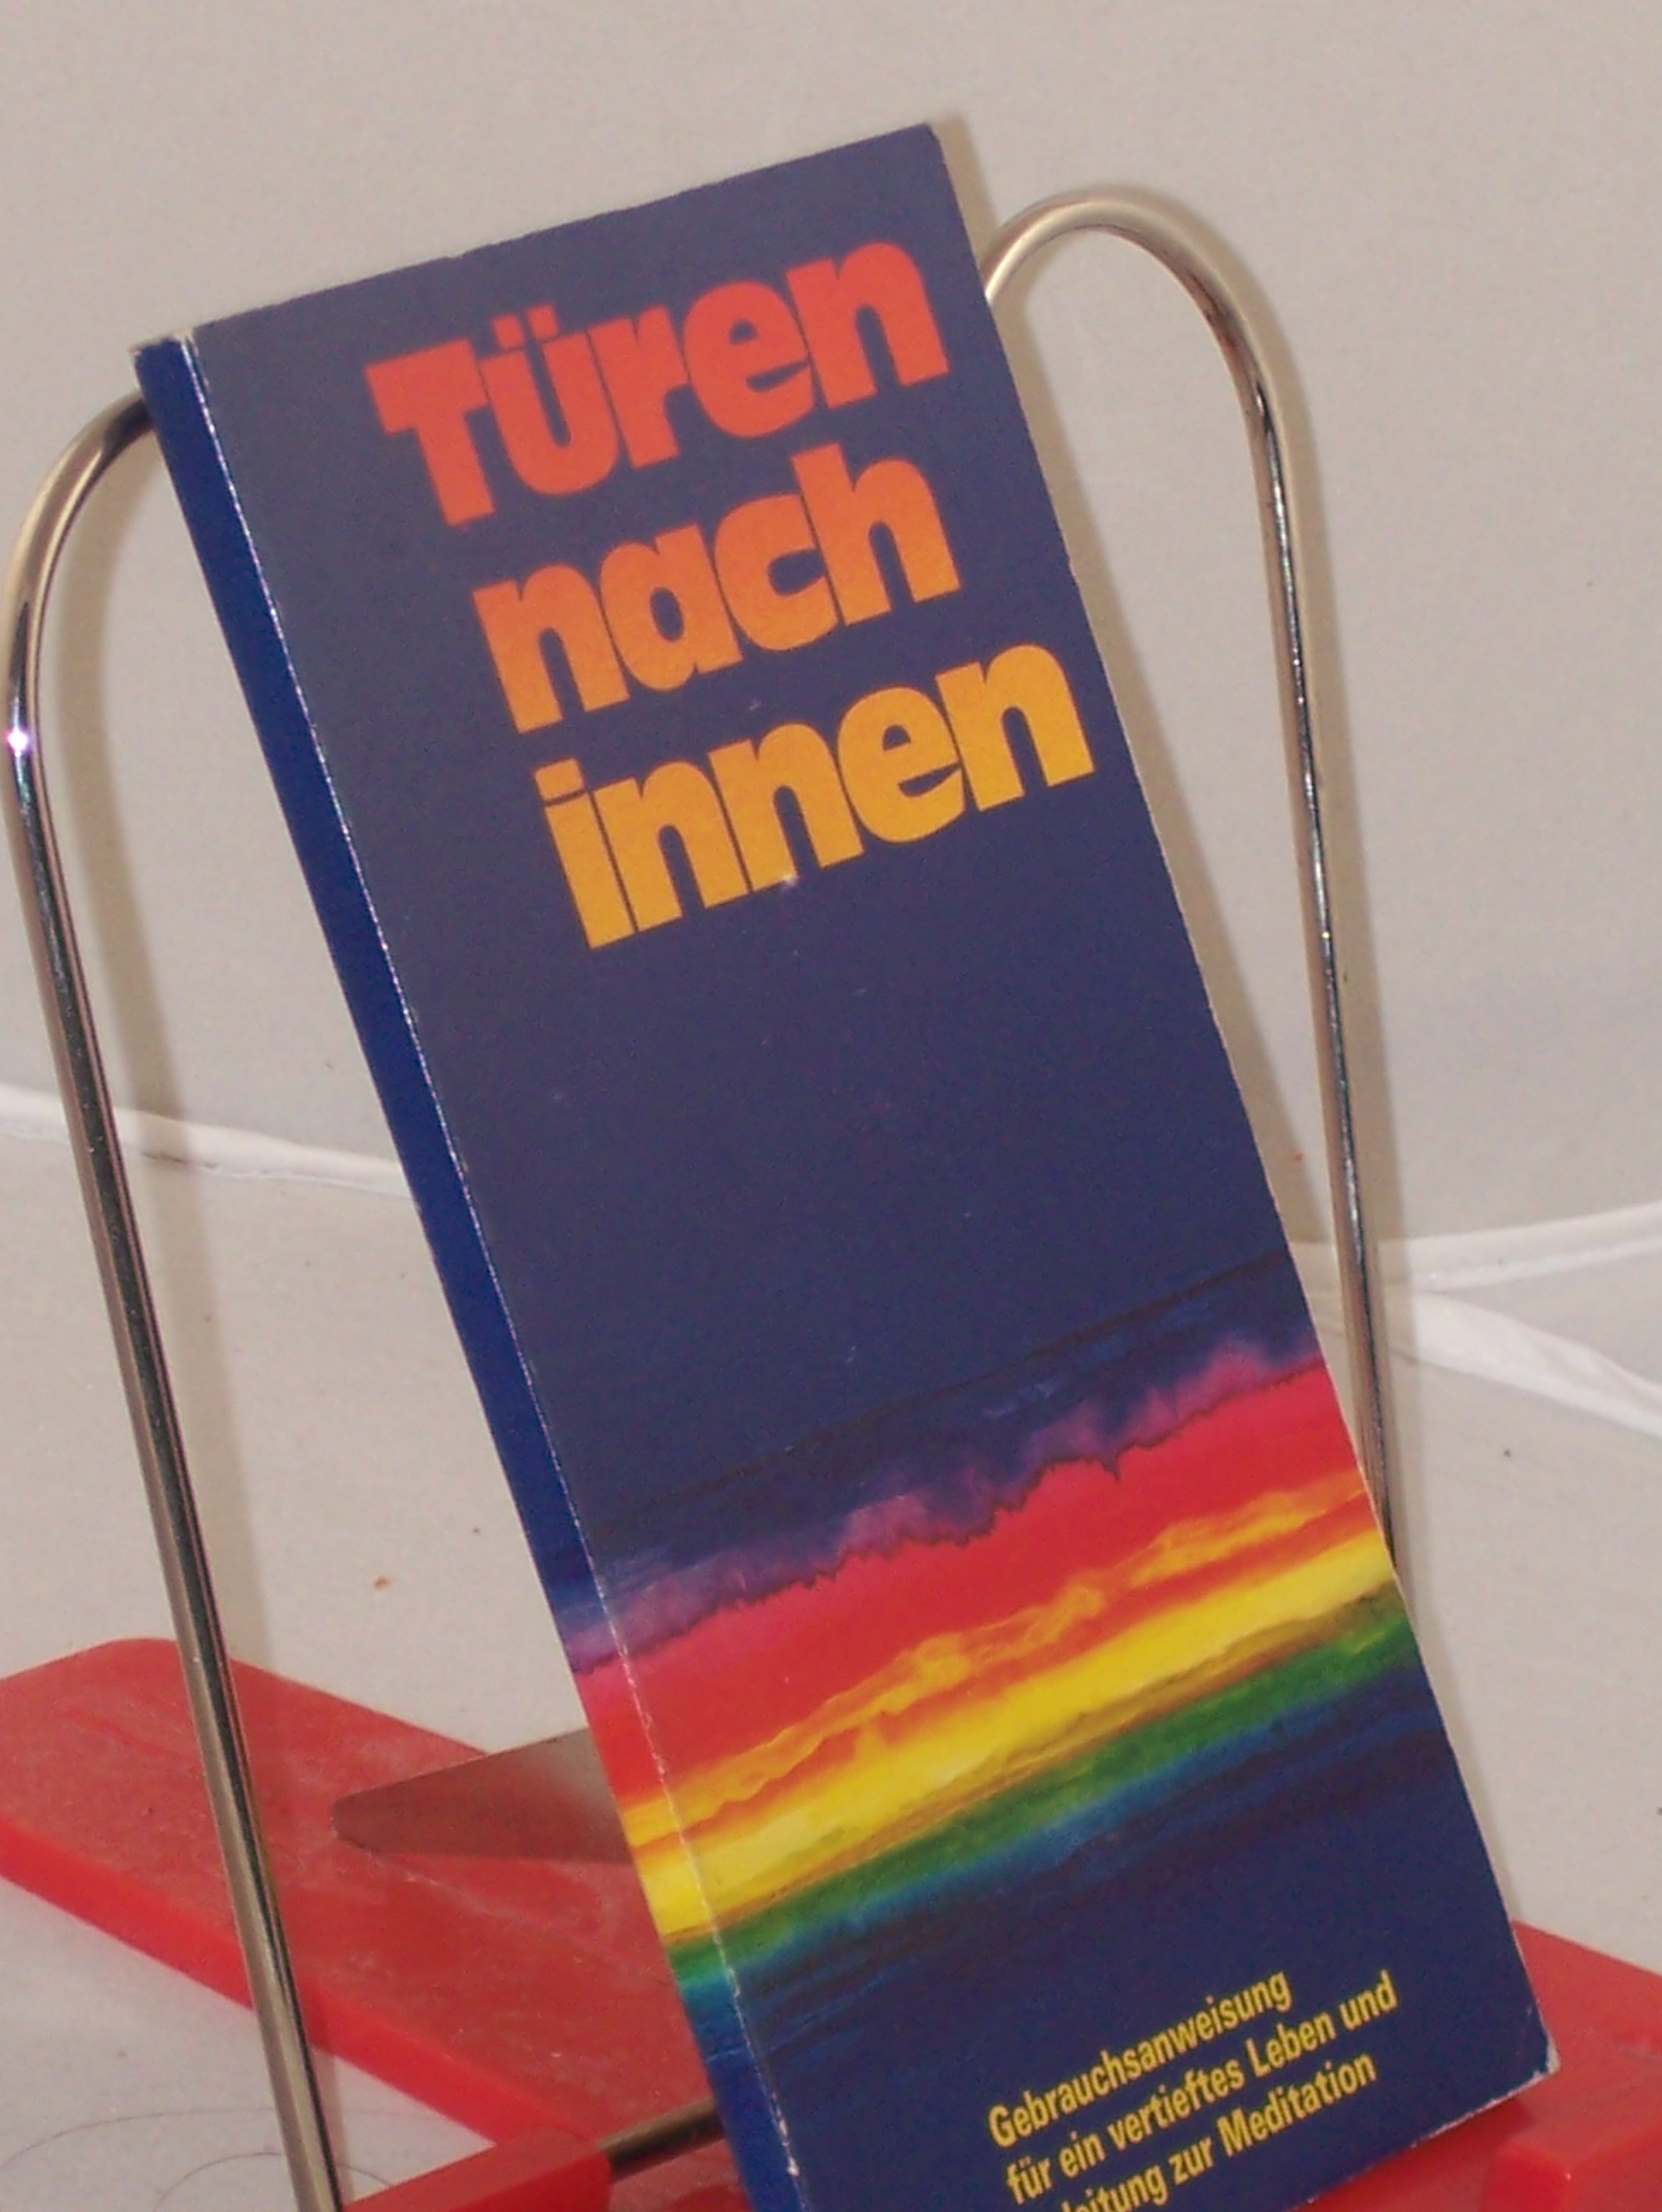 Türen
nach
innen
Gebrauchsanweisung
für ein vertieftes Leben und
zur Meditation